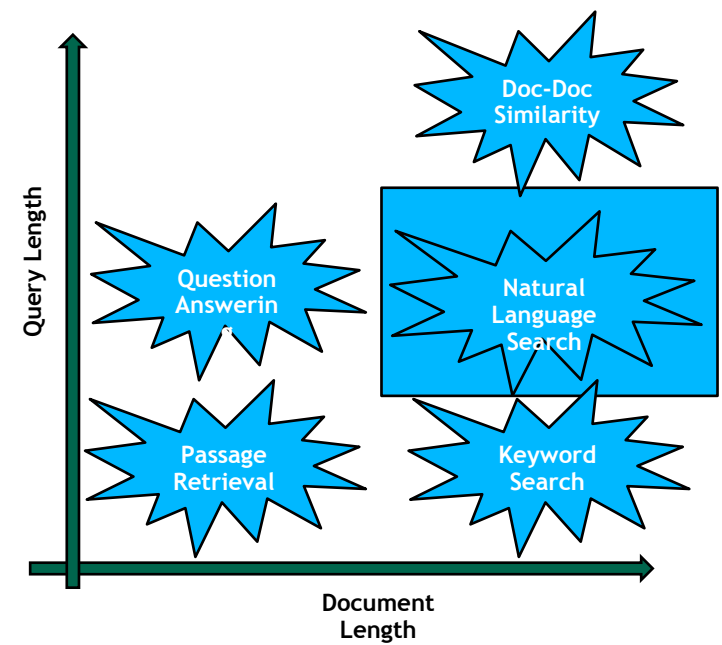 Doc-Doc
Similarity
Query Length
Question
Answerin
g
Natural
Language
Search
Passage
Retrieval
Keyword
Search
Document
Length